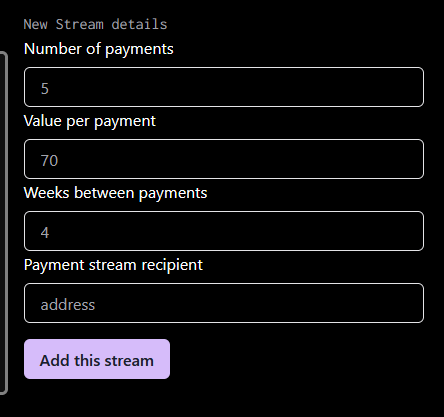 New Stream details
Number of payments
5
Value per payment
70
Weeks between payments
4
Payment stream recipient
address
Add this stream